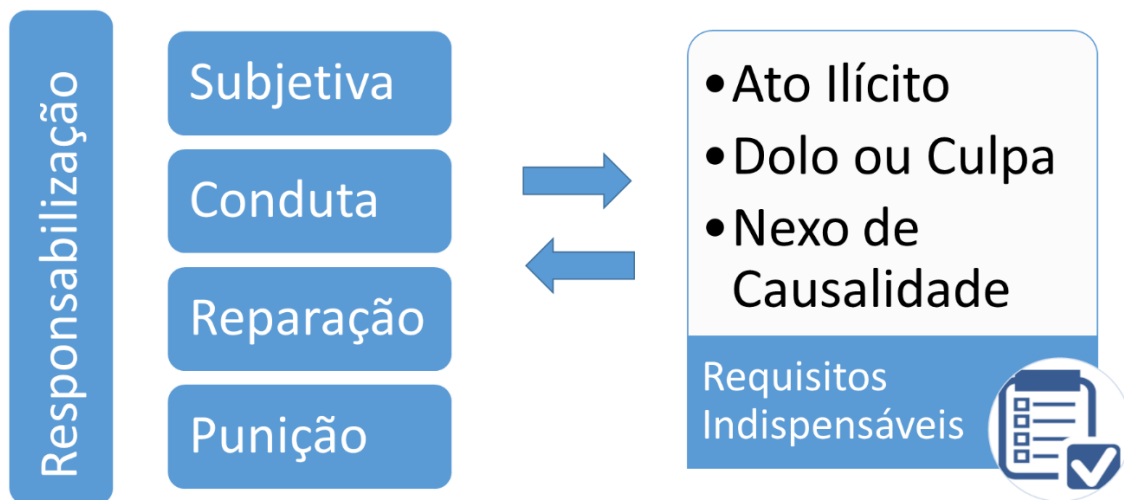 Responsabilização
Subjetiva
Conduta
Reparação
Punição
•Ato Ilícito
•Dolo ou Culpa
•Nexo de
Causalidade
Requisitos
Indispensáveis